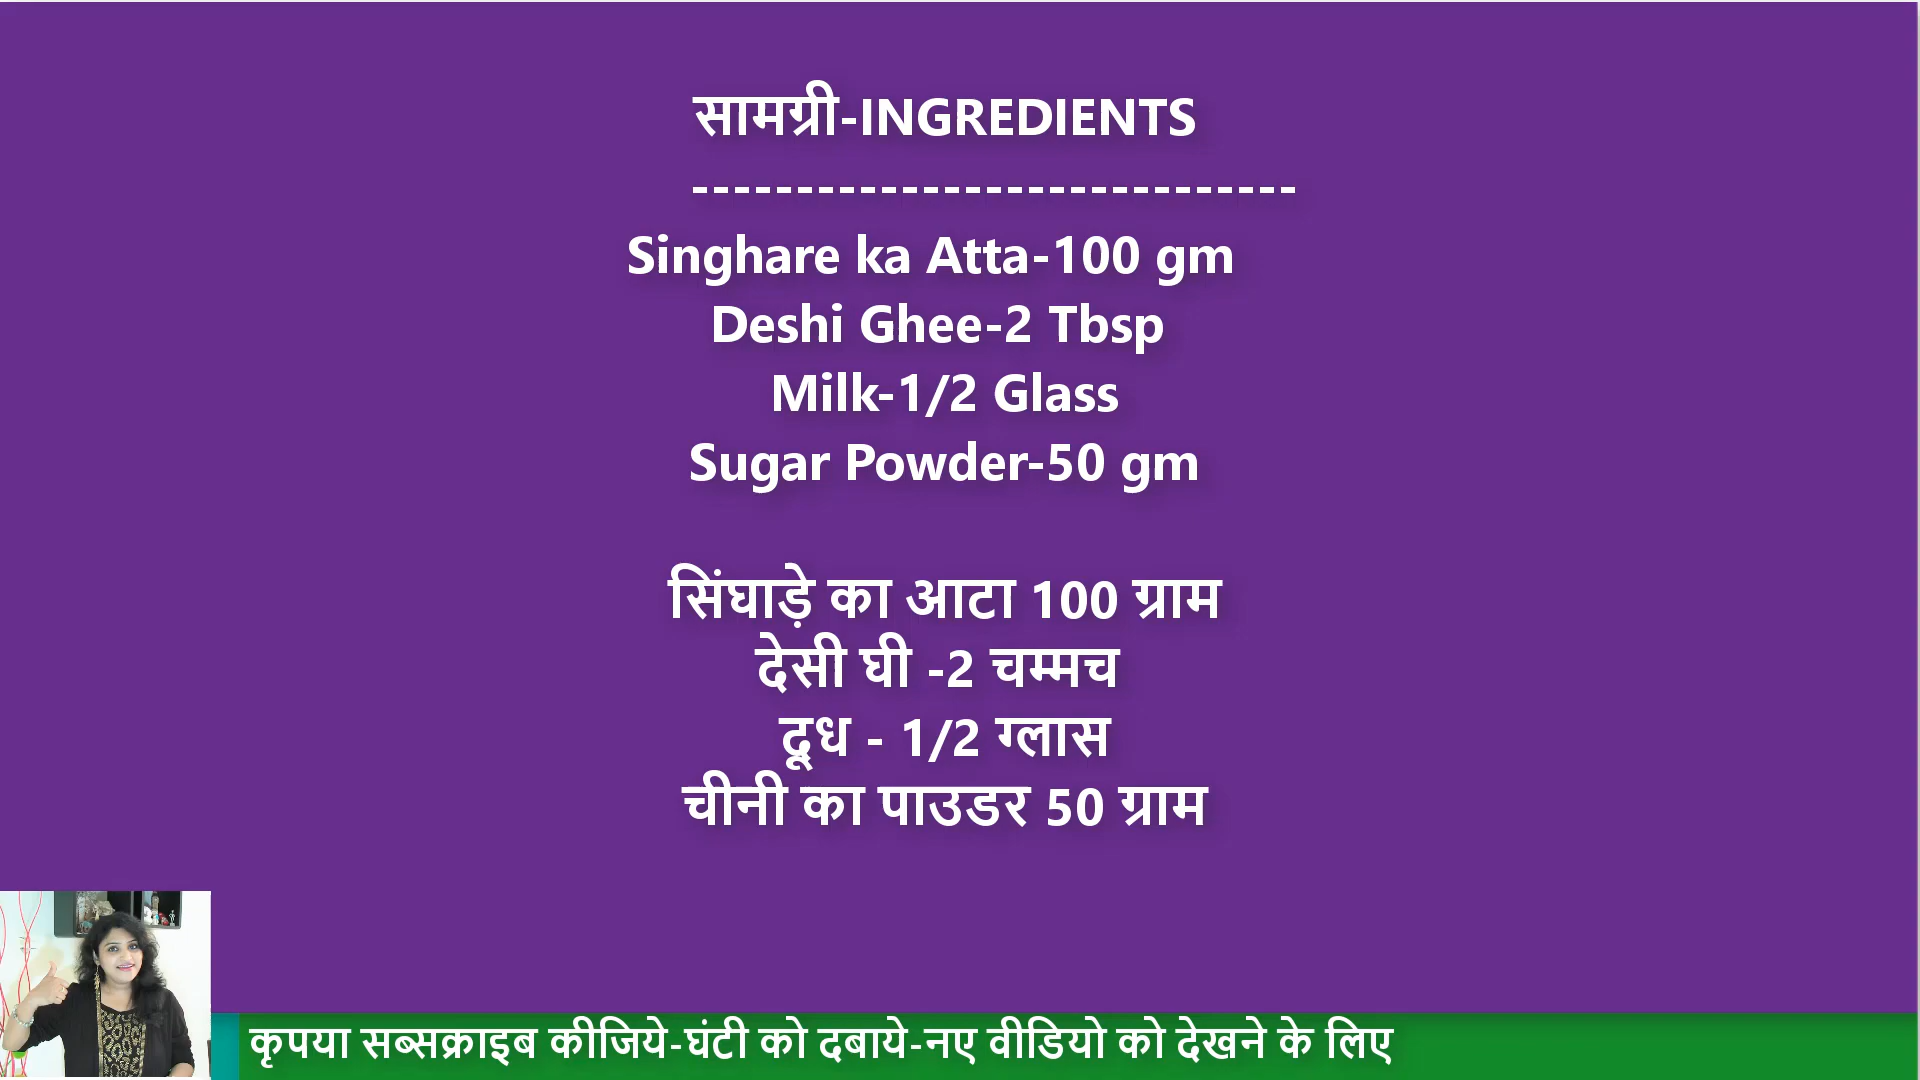 सामग्री-INGREDIENTS
-----------------------------
Singhare ka Atta-100 gm
Deshi Ghee-2 Tbsp
Milk-1/2 Glass
Sugar Powder-50 gm
सिंघाड़े का आटा 100 ग्राम
देसी घी -2 चम्मच
दूध - 1/2 ग्लास
चीनी का पाउडर 50 ग्राम
कृपया सब्सक्राइब कीजिये-घंटी को दबाये-नए वीडियो को देखने के लिए